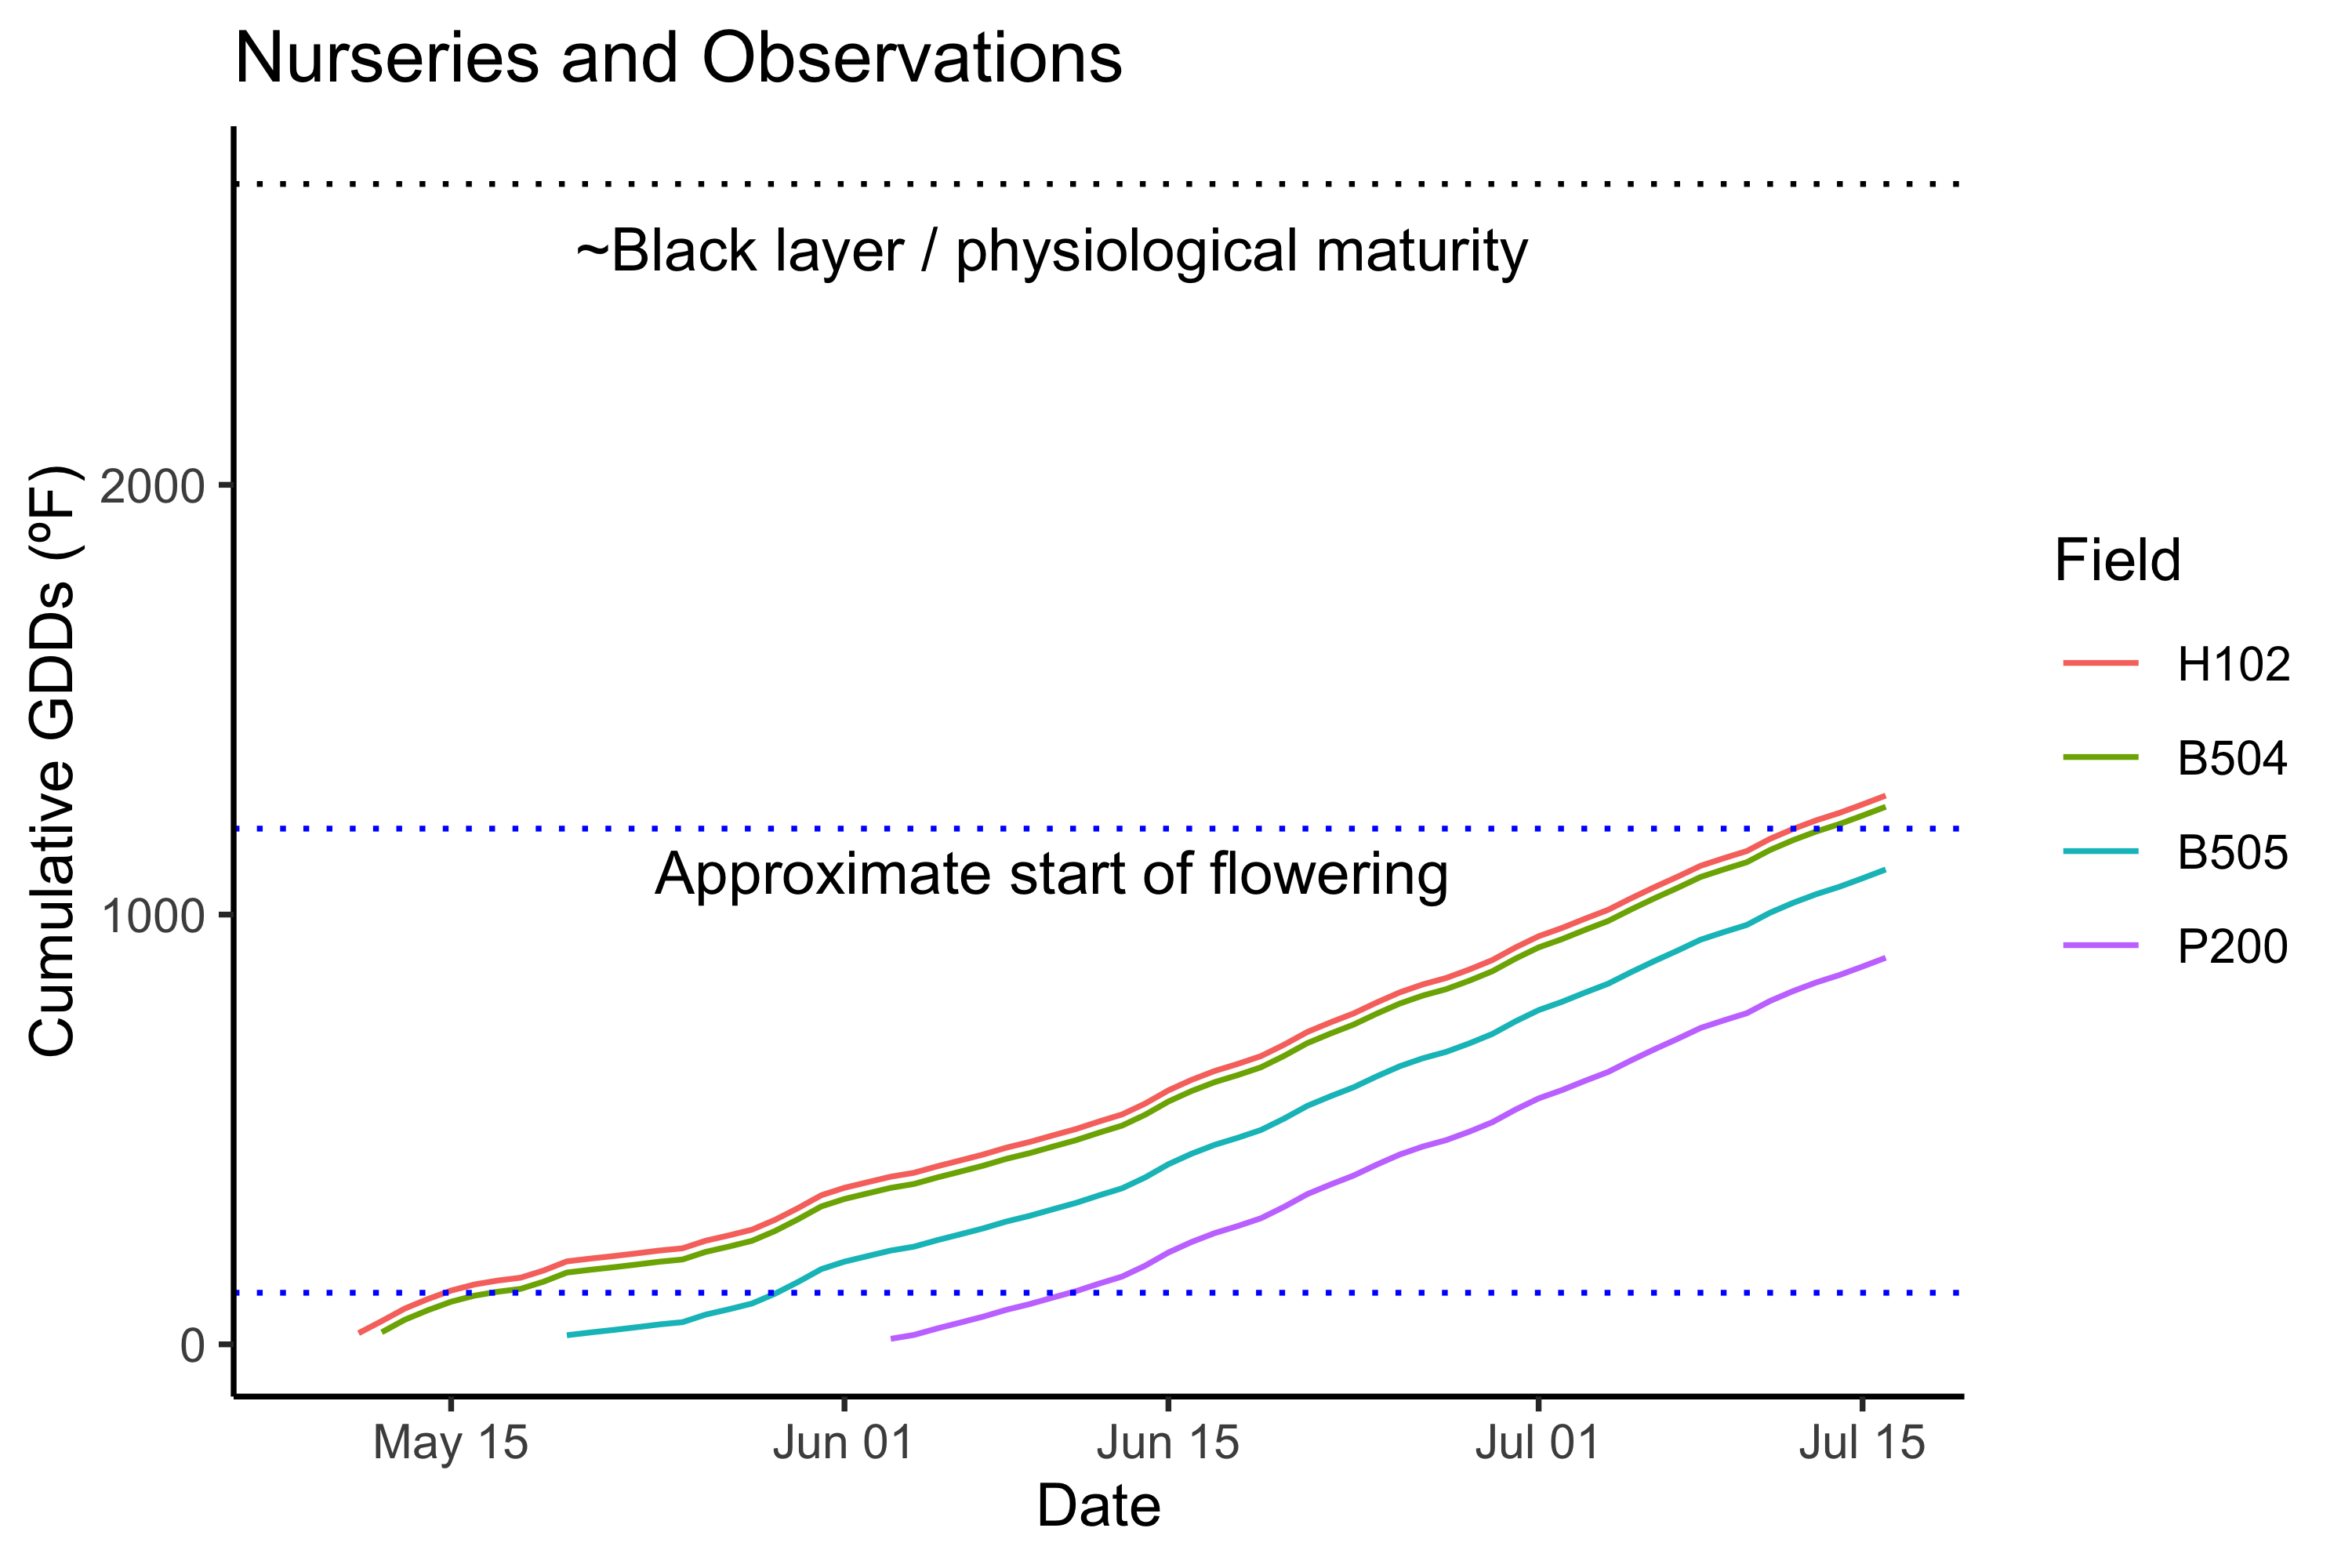 Nurseries and Observations
~Black layer / physiological maturity
2000
Cumulative GDDs (ºF)
Field
H102
B504
B505
P200
Approximate start of flowering
1000
0
May 15
Jun 01
Jun 15
Jul 01
Jul 15
Date